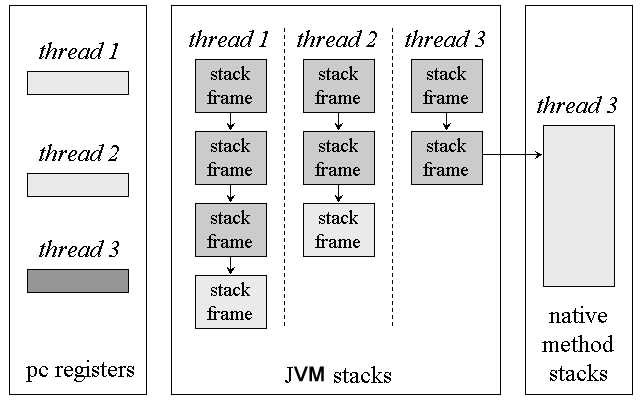 thread 1
thread 2
thread 3
pc registers
thread 1
stack
frame
stack
frame
stack
frame
stack
frame
thread 2
stack
frame
stack
frame
stack
frame
thread 3
stack
frame
stack
frame
JVM stacks
thread 3
native
method
stacks